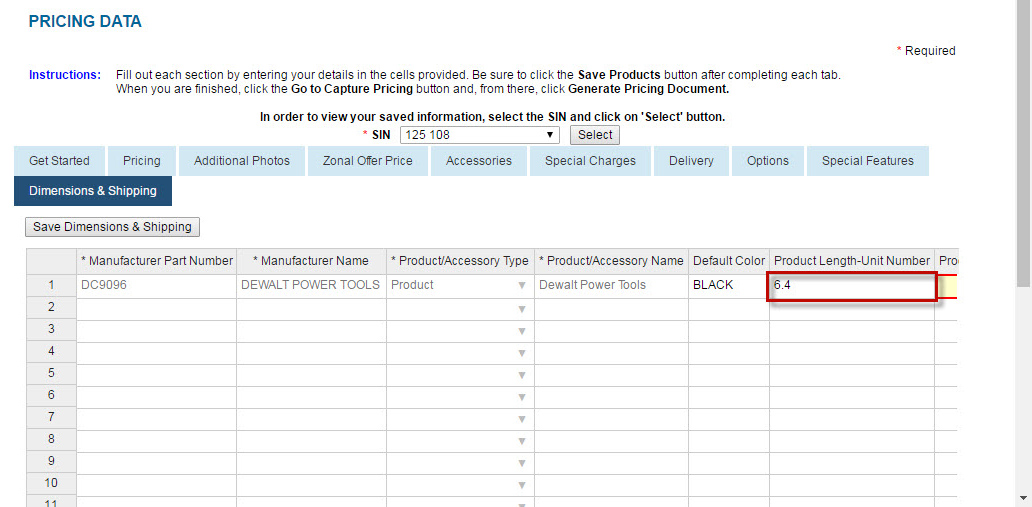 PRICING DATA
* Required
Instructions: Fill out each section by entering your details in the cells provided. Be sure to click the Save Products button after completing each tab.
When you are finished, click the Go to Capture Pricing button and, from there, click Generate Pricing Document.
In order to view your saved information, select the SIN and click on 'Select' button.
* SIN 125 108 Select
Get Started Pricing Additional Photos Zonal Offer Price Accessories Special Charges Delivery Options Special Features
Dimensions & Shipping
Save Dimensions & Shipping
* Manufacturer Part Number * Manufacturer Name * Product/Accessory Type * Product/Accessory Name Default Color Product Length-Unit Number Pro
1 DC9096 DEWALT POWER TOOLS Product Dewalt Power Tools BLACK 6.4
2
3
4
5
6
7
8
9
10
11